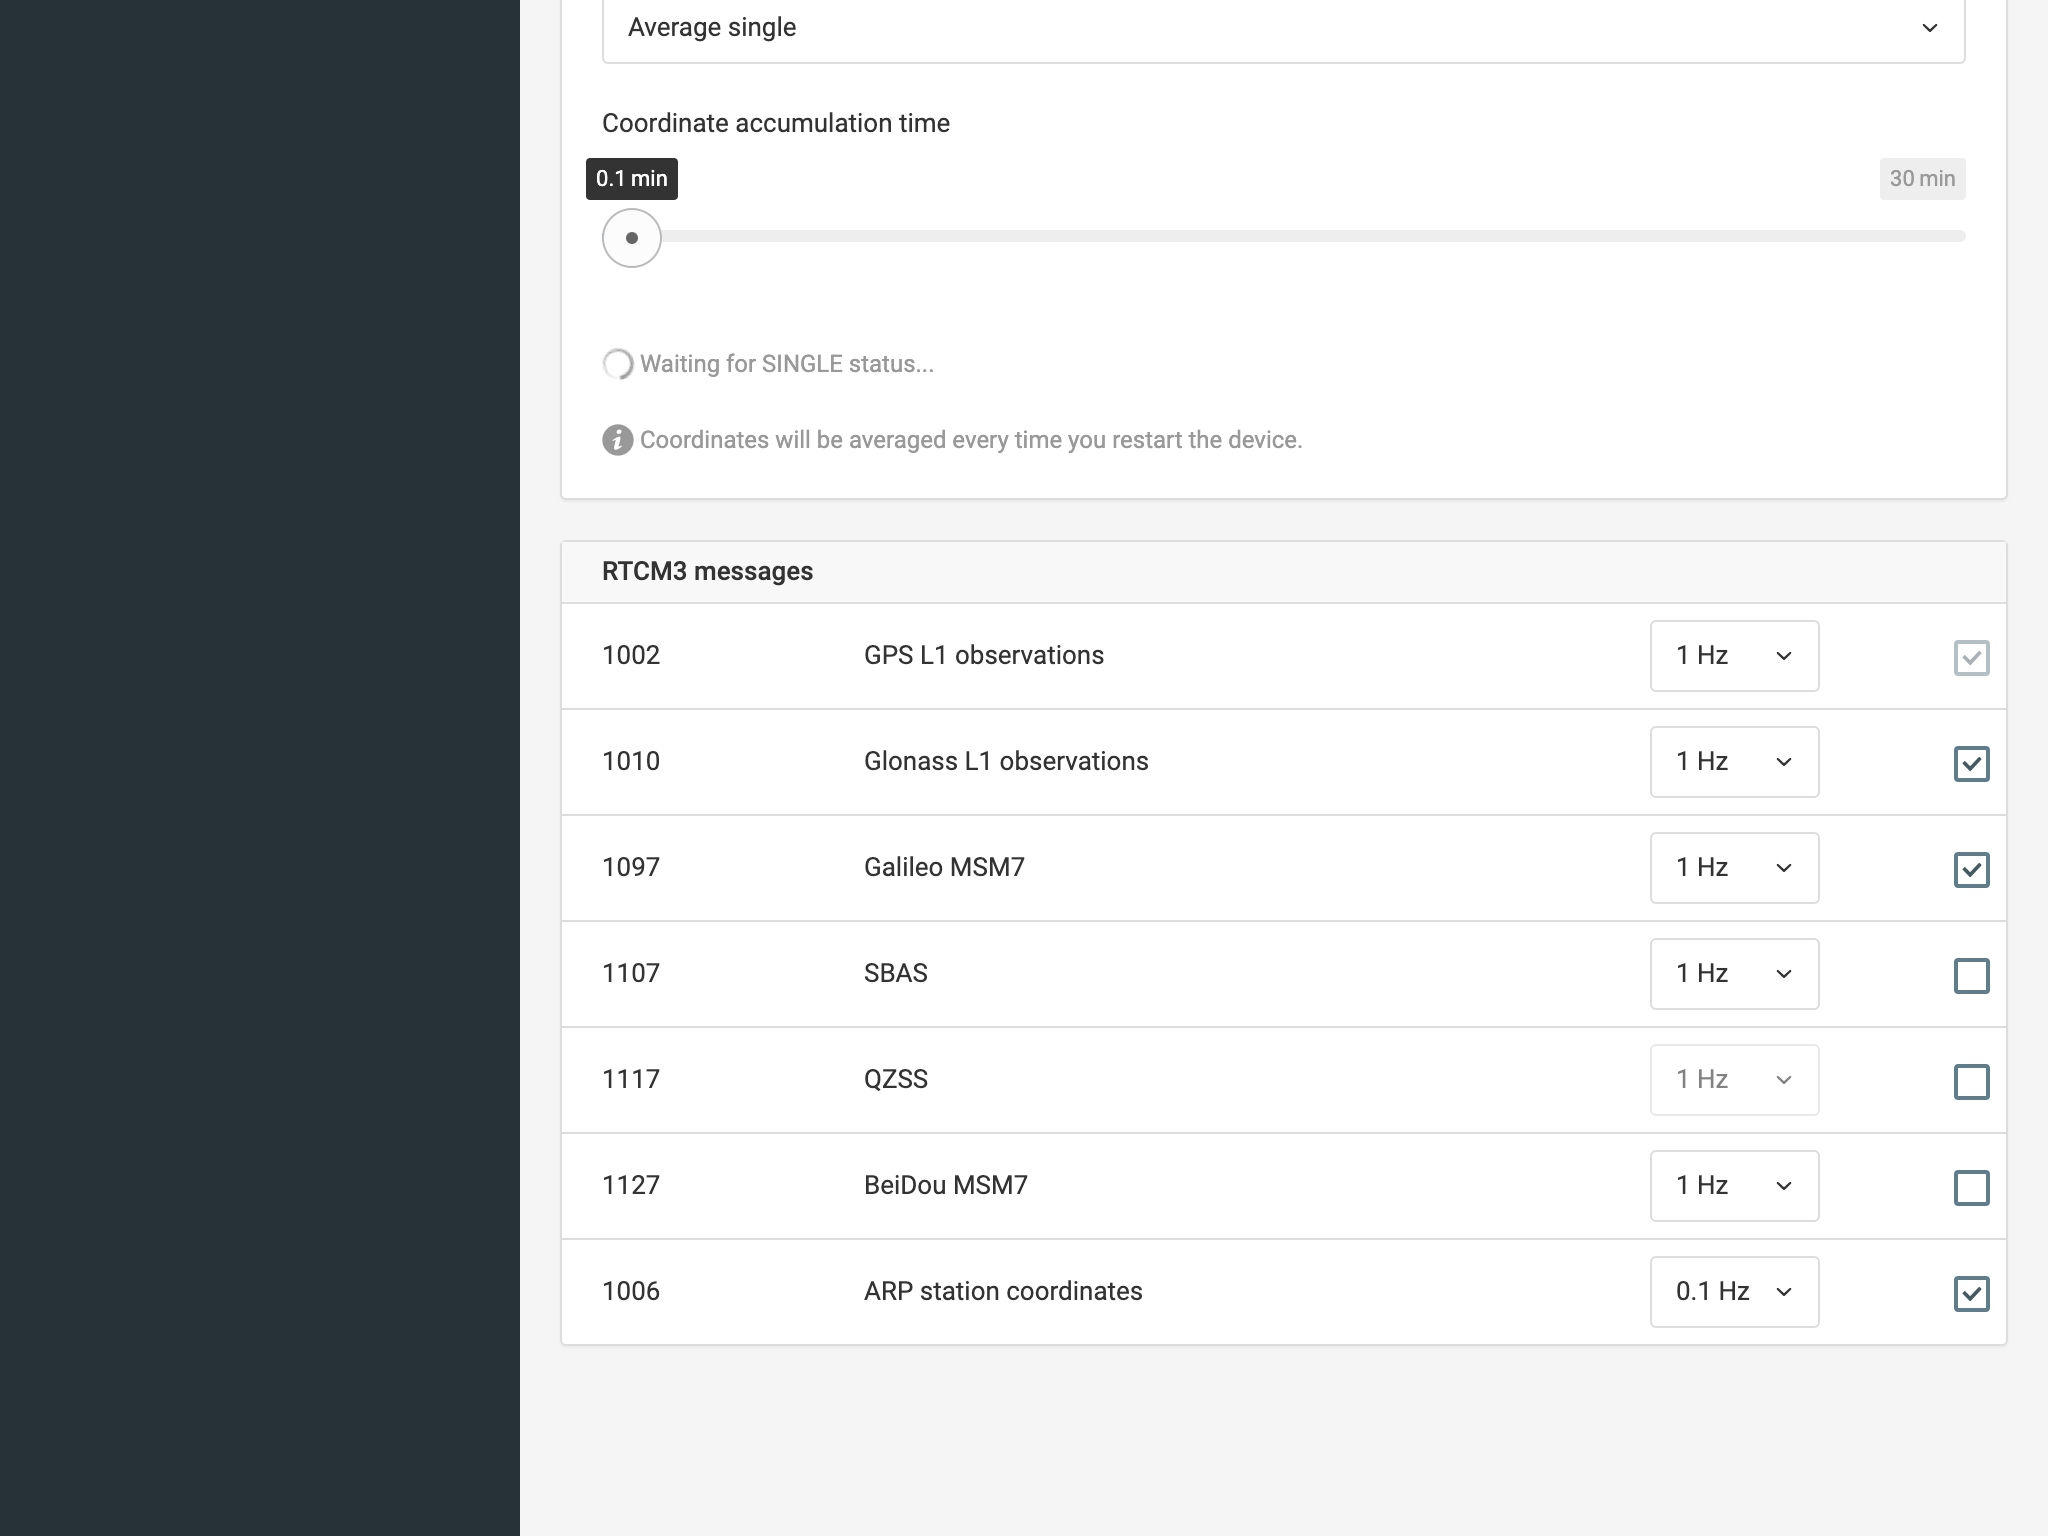 Average single
Coordinate accumulation time
0.1 min
30 min
Waiting for SINGLE status...
Coordinates will be averaged every time you restart the device.
RTCM3 messages
1002 GPS L1 observations 1 Hz
1010 Glonass L1 observations 1 Hz
1097 Galileo MSM7 1 Hz
1107 SBAS 1 Hz
1117 QZSS 1 Hz
1127 BeiDou MSM7 1 Hz
1006 ARP station coordinates 0.1 Hz